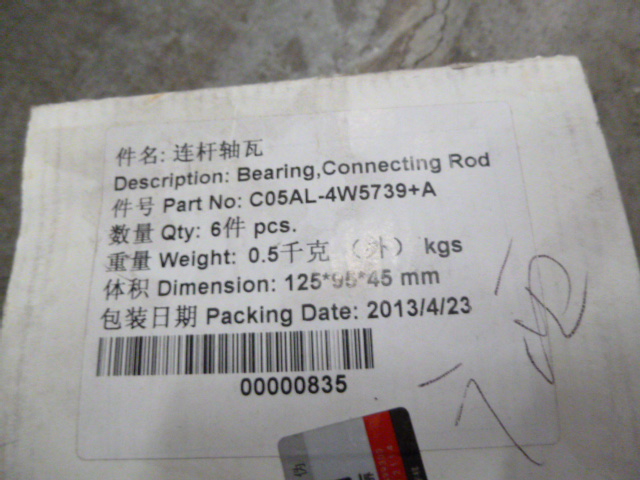 件名: 连杆轴瓦
Description: Bearing,Connecting Rod
件号 Part No: C05AL-4W5739+A
数量 Qty: 6件 pcs.
重量 Weight: 0.5千克 (外) kgs
体积 Dimension: 125*95*45 mm
包装日期 Packing Date: 2013/4/23
00000835